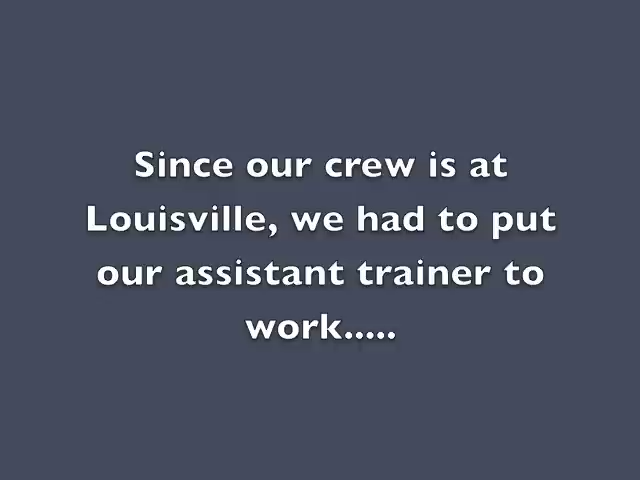 Since our crew is at
Louisville, we had to put
our assistant trainer to
work.....